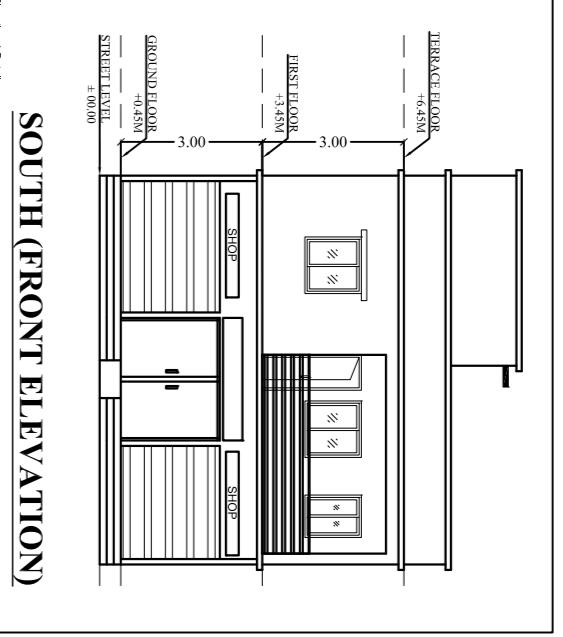 TERRACE FLOOR
+6.45M
FIRST FLOOR
+3.45M
GROUND FLOOR
+0.45M
STREET LEVEL
± 00.00
3.00
3.00
SHOP
SHOP
SOUTH (FRONT ELEVATION)